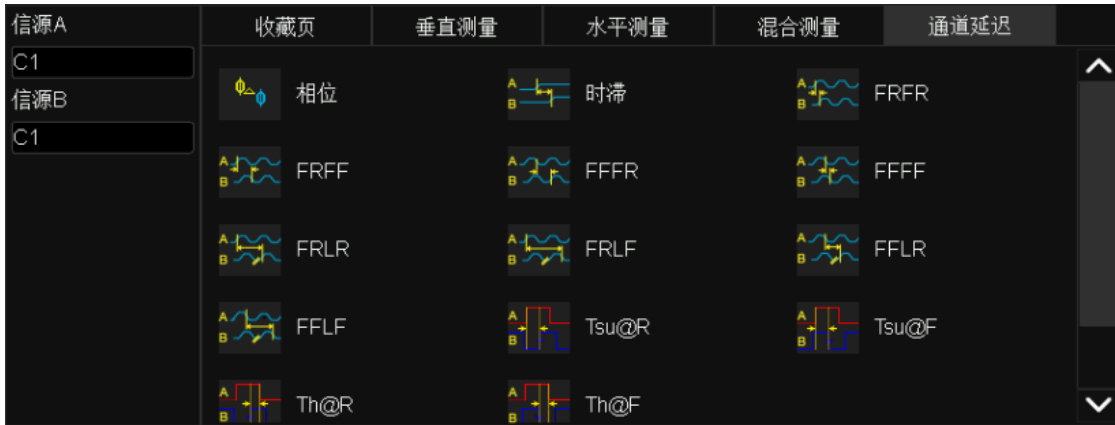 信源A
C1
信源B
C1
收藏页 垂直测量 水平测量 混合测量 通道延迟
相位 A B 时滞 A B FRFR
A B FRFF A B FFFR A B FFFF
A B FRLR A B FRLF A B FFLR
A B FFLF A B Tsu@R A B Tsu@F
A B Th@R A B Th@F